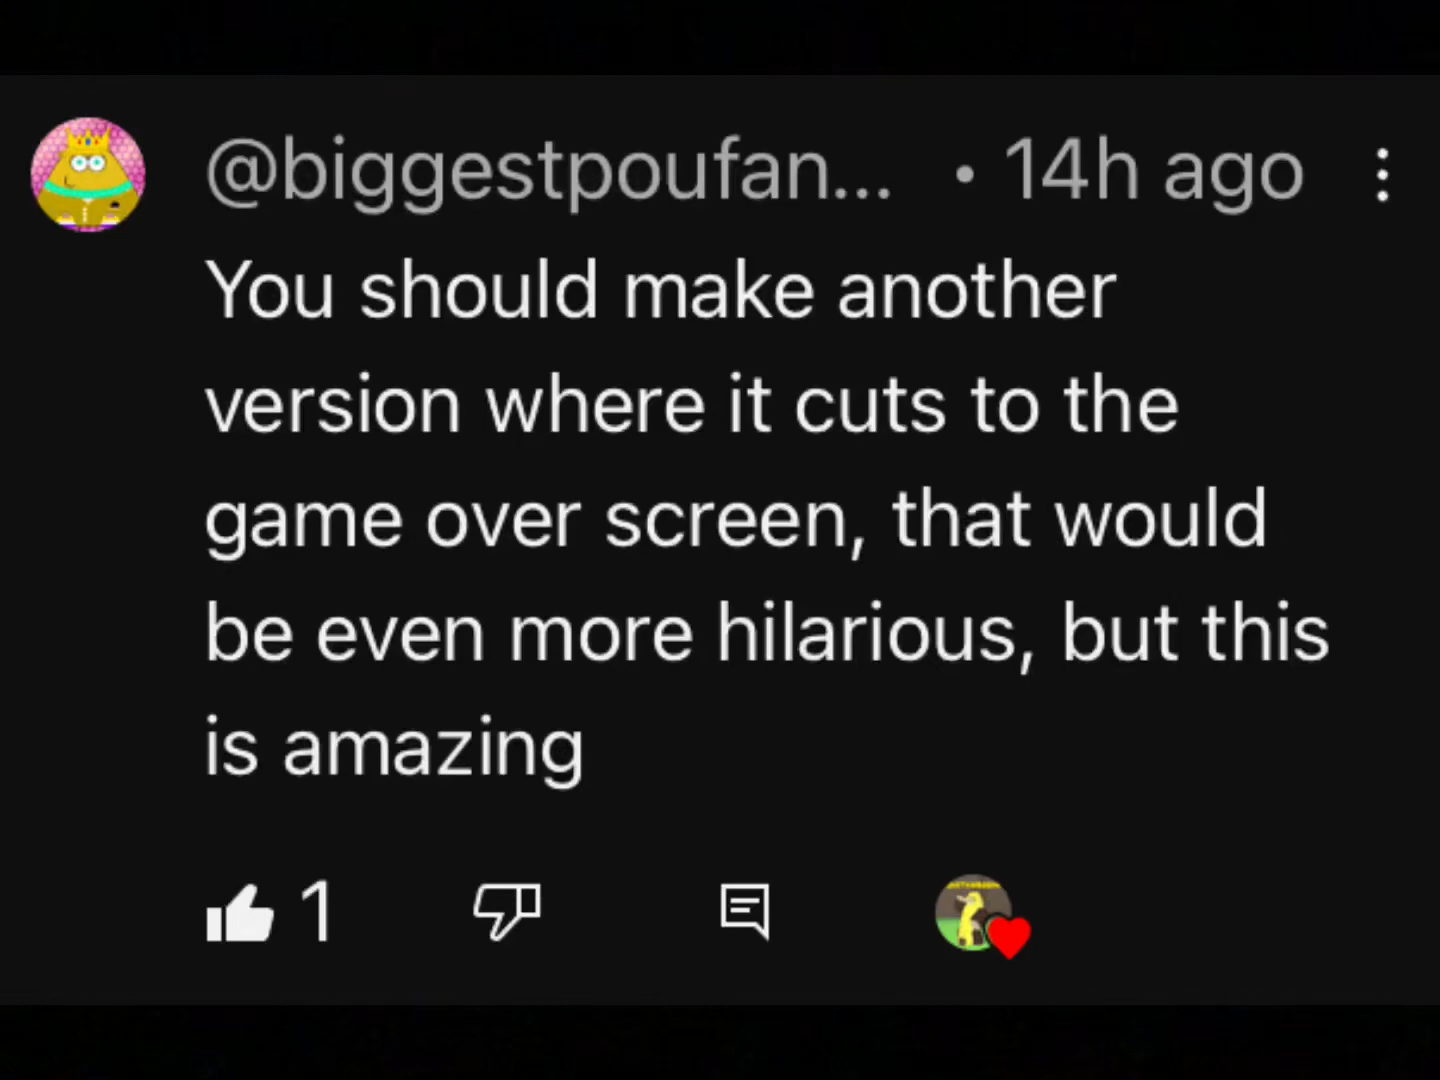 @biggestpoufan... • 14h ago
You should make another
version where it cuts to the
game over screen, that would
be even more hilarious, but this
is amazing
1